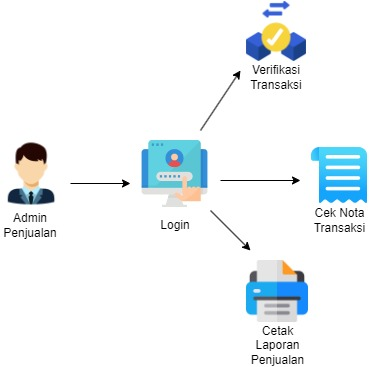 Verifikasi
Transaksi
Admin
Penjualan
Login
Cek Nota
Transaksi
Cetak
Laporan
Penjualan